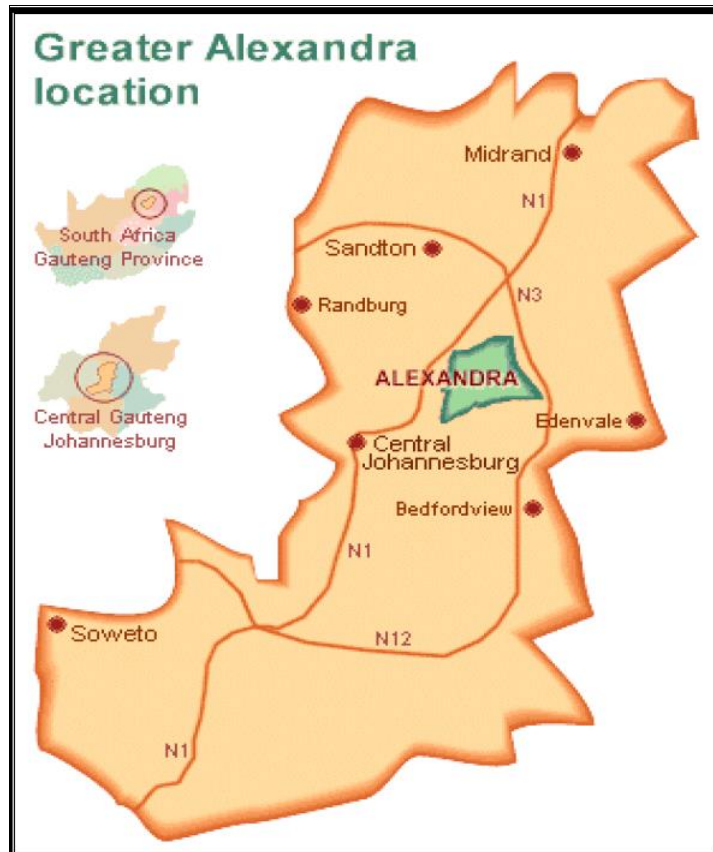 Greater Alexandra
location
Midrand
N1
South Africa
Gauteng Province
Sandton
N3
Randburg
ALEXANDRA
Central Gauteng
Johannesburg
Edenvale
Central
Johannesburg
Bedfordview
N1
Soweto
N12
N1